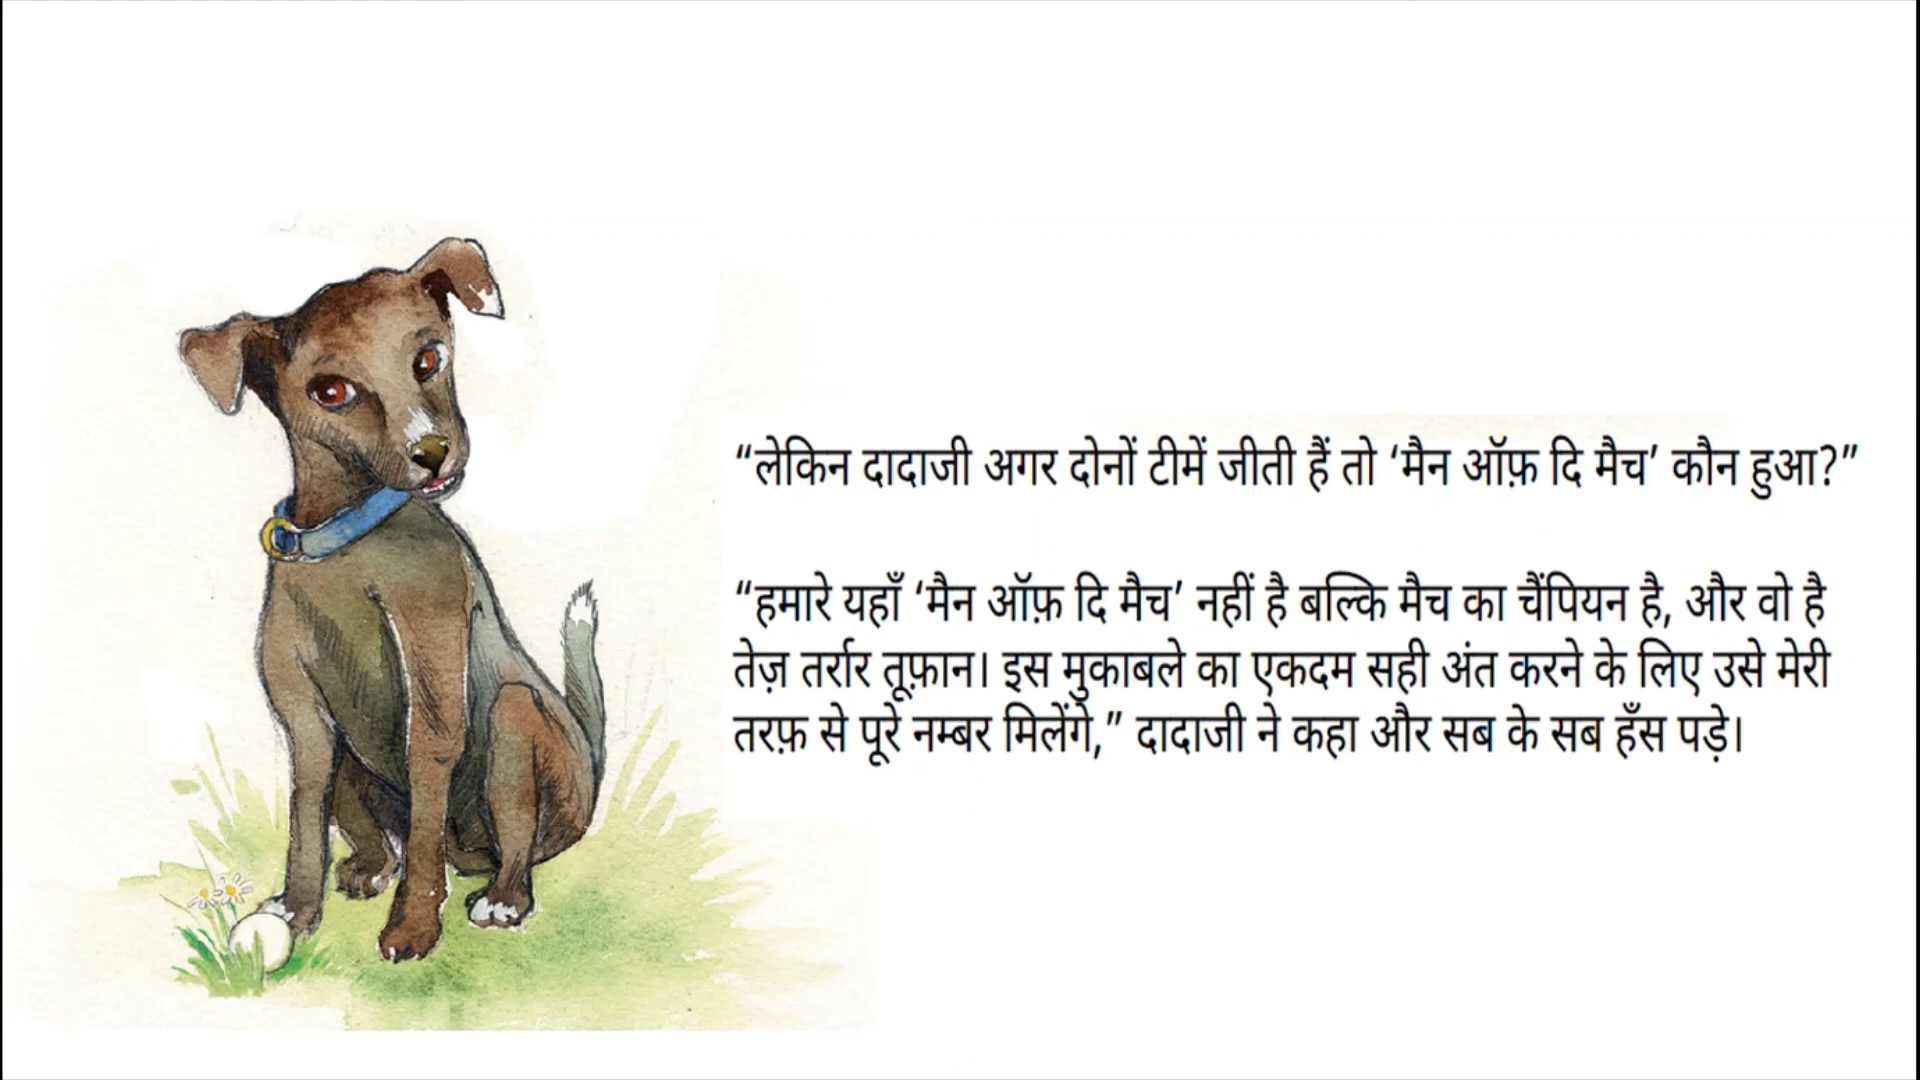 “लेकिन दादाजी अगर दोनों टीमें जीती हैं तो ‘मैन ऑफ़ दि मैच’ कौन हुआ?”
“हमारे यहाँ ‘मैन ऑफ़ दि मैच’ नहीं है बल्कि मैच का चैंपियन है, और वो है
तेज़ तर्रार तूफ़ान। इस मुकाबले का एकदम सही अंत करने के लिए उसे मेरी
तरफ़ से पूरे नम्बर मिलेंगे,” दादाजी ने कहा और सब के सब हँस पड़े।